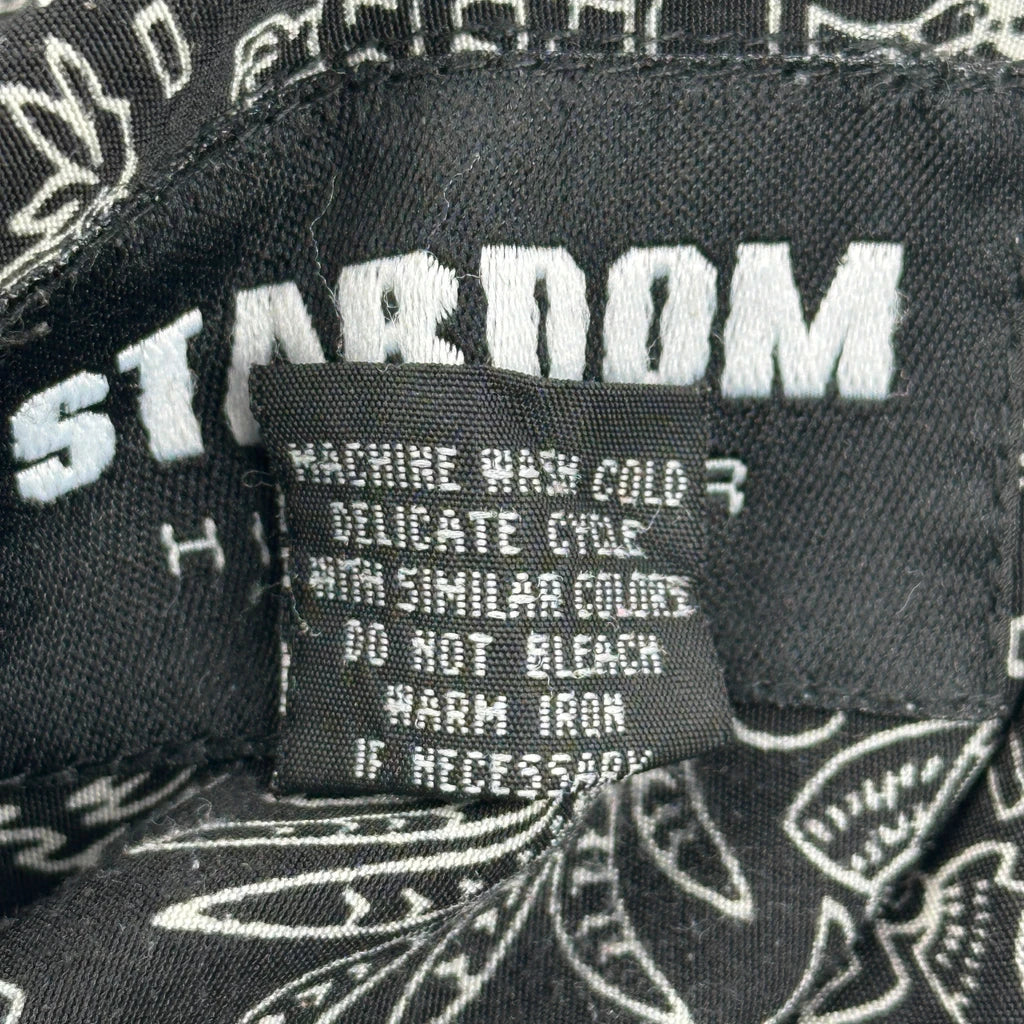 STARDOM
MACHINE WASH COLD
DELICATE CYCLE
WITH SIMILAR COLORS
DO NOT BLEACH
WARM IRON
IF NECESSARY